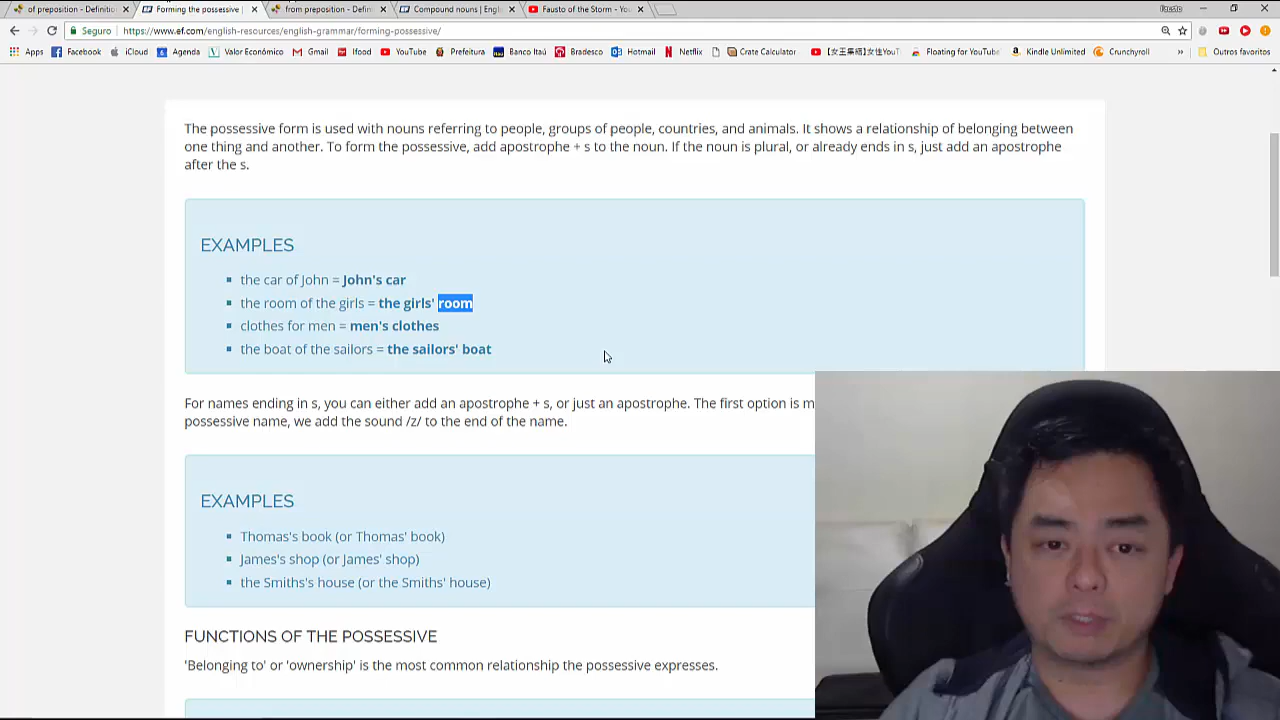 of preposition - Definit
Forming the possessive
from preposition - Defin
Compound nouns | Engl
Fausto of the Storm - You
Fausto
Seguro
https://www.ef.com/english-resources/english-grammar/forming-possessive/
Apps Facebook iCloud Agenda Valor Econômico Gmail Ifood YouTube Prefeitura Banco Itaú Bradesco Hotmail Netflix Crate Calculator Floating for YouTube Kindle Unlimited Crunchyroll » Outros favoritos
The possessive form is used with nouns referring to people, groups of people, countries, and animals. It shows a relationship of belonging between
one thing and another. To form the possessive, add apostrophe + s to the noun. If the noun is plural, or already ends in s, just add an apostrophe
after the s.
EXAMPLES
the car of John = John's car
the room of the girls = the girls' room
clothes for men = men's clothes
the boat of the sailors = the sailors' boat
For names ending in s, you can either add an apostrophe + s, or just an apostrophe. The first option is m
possessive name, we add the sound /z/ to the end of the name.
EXAMPLES
Thomas's book (or Thomas' book)
James's shop (or James' shop)
the Smiths's house (or the Smiths' house)
FUNCTIONS OF THE POSSESSIVE
'Belonging to' or 'ownership' is the most common relationship the possessive expresses.